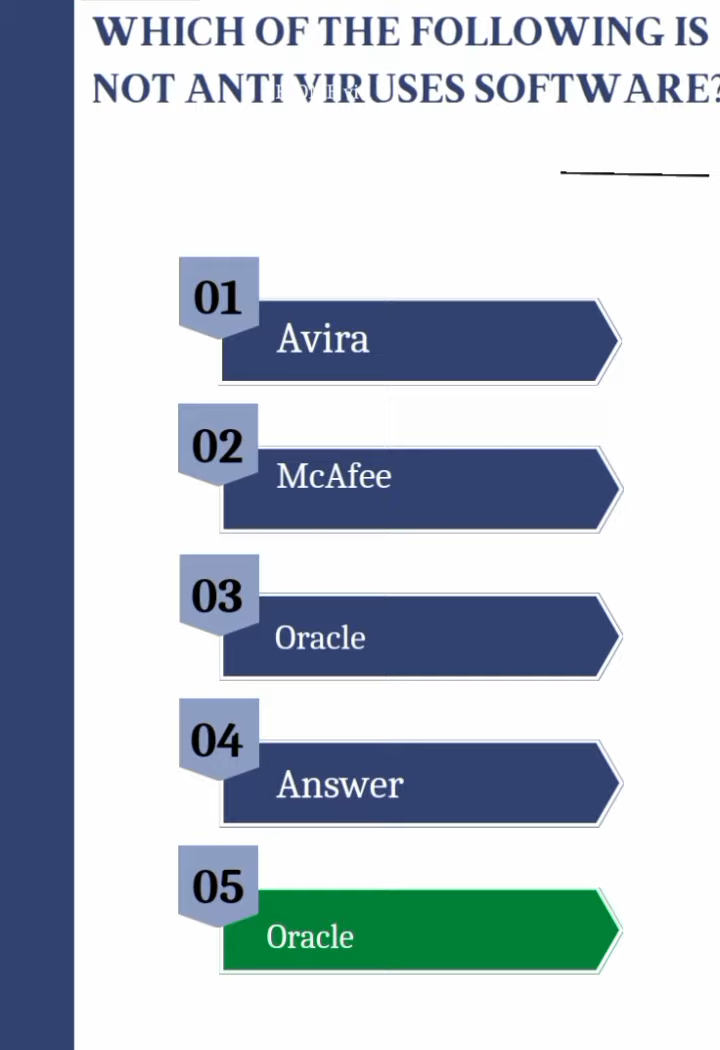 WHICH OF THE FOLLOWING IS
NOT ANTI VIRUSES SOFTWARE?
01
Avira
02
McAfee
03
Oracle
04
Answer
05
Oracle